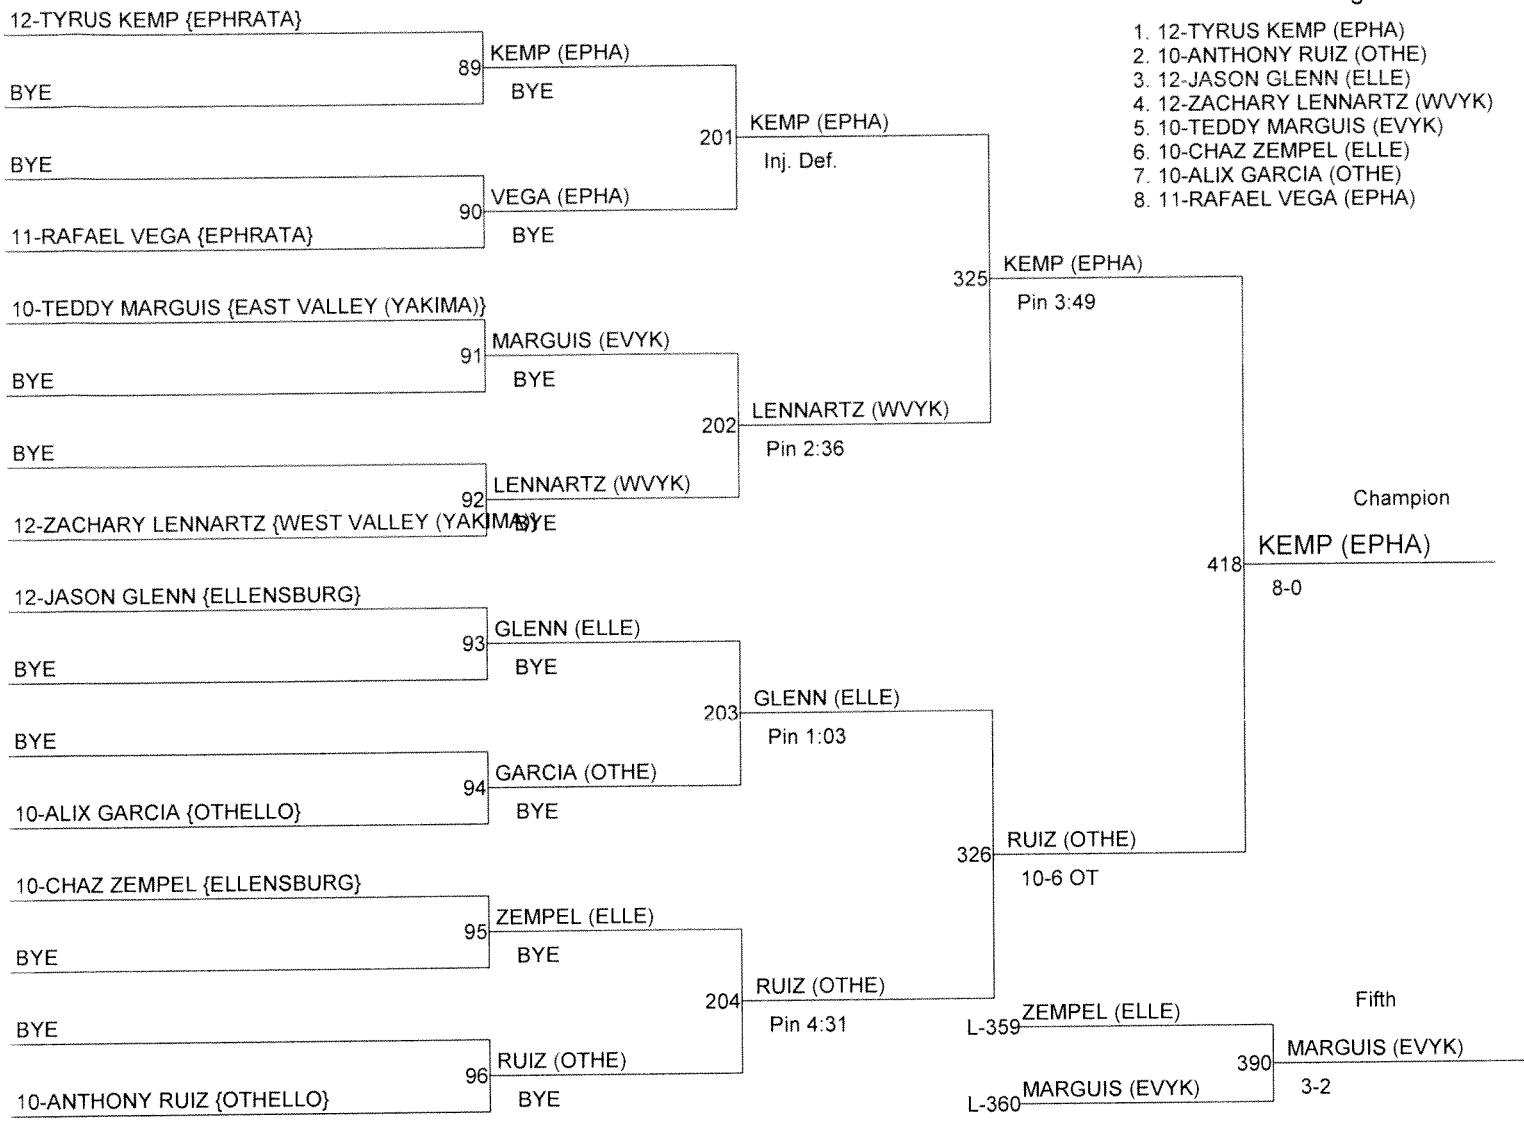 12-TYRUS KEMP {EPHRATA}
89
KEMP (EPHA)
BYE
BYE
201
KEMP (EPHA)
Inj. Def.
BYE
90
VEGA (EPHA)
BYE
11-RAFAEL VEGA {EPHRATA}
325
KEMP (EPHA)
Pin 3:49
10-TEDDY MARGUIS {EAST VALLEY (YAKIMA)}
91
MARGUIS (EVYK)
BYE
BYE
202
LENNARTZ (WVYK)
Pin 2:36
BYE
92
LENNARTZ (WVYK)
BYE
12-ZACHARY LENNARTZ {WEST VALLEY (YAKIMA)}
418
Champion
KEMP (EPHA)
8-0
12-JASON GLENN {ELLENSBURG}
93
GLENN (ELLE)
BYE
BYE
203
GLENN (ELLE)
Pin 1:03
BYE
94
GARCIA (OTHE)
BYE
10-ALIX GARCIA {OTHELLO}
326
RUIZ (OTHE)
10-6 OT
10-CHAZ ZEMPEL {ELLENSBURG}
95
ZEMPEL (ELLE)
BYE
BYE
204
RUIZ (OTHE)
Pin 4:31
BYE
96
RUIZ (OTHE)
BYE
10-ANTHONY RUIZ {OTHELLO}
1. 12-TYRUS KEMP (EPHA)
2. 10-ANTHONY RUIZ (OTHE)
3. 12-JASON GLENN (ELLE)
4. 12-ZACHARY LENNARTZ (WVYK)
5. 10-TEDDY MARGUIS (EVYK)
6. 10-CHAZ ZEMPEL (ELLE)
7. 10-ALIX GARCIA (OTHE)
8. 11-RAFAEL VEGA (EPHA)
Fifth
L-359
ZEMPEL (ELLE)
390
MARGUIS (EVYK)
3-2
L-360
MARGUIS (EVYK)